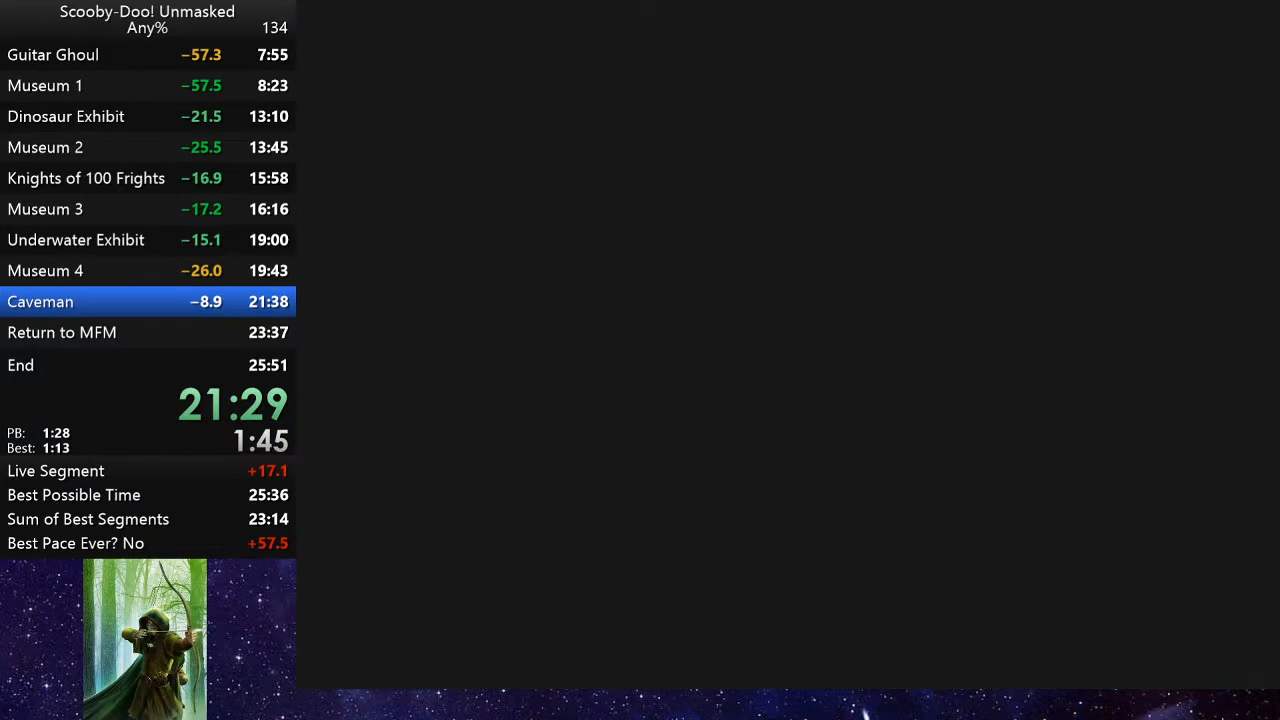 Scooby-Doo! Unmasked
Any% 134
Guitar Ghoul −57.3 7:55
Museum 1 −57.5 8:23
Dinosaur Exhibit −21.5 13:10
Museum 2 −25.5 13:45
Knights of 100 Frights −16.9 15:58
Museum 3 −17.2 16:16
Underwater Exhibit −15.1 19:00
Museum 4 −26.0 19:43
Caveman −8.9 21:38
Return to MFM 23:37
End 25:51
21:29
PB: 1:28
Best: 1:13
1:45
Live Segment +17.1
Best Possible Time 25:36
Sum of Best Segments 23:14
Best Pace Ever? No +57.5